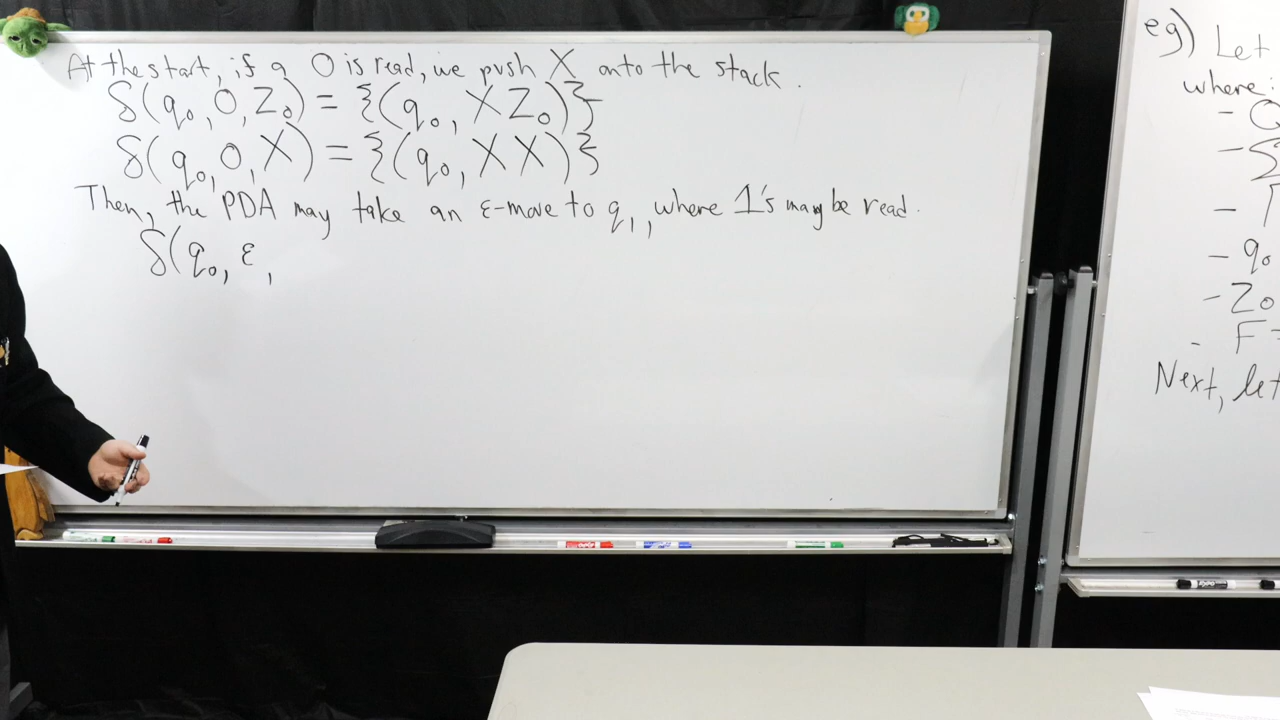 At the start, if a 0 is read, we push X onto the stack.
δ(q₀, 0, Z₀) = {(q₀, XZ₀)}
δ(q₀, 0, X) = {(q₀, XX)}
Then, the PDA may take an ε-move to q₁, where 1's may be read.
δ(q₀, ε,
eg) Let
where:
- Q
- Σ
- Γ
- q₀
- Z₀
- F =
Next, let